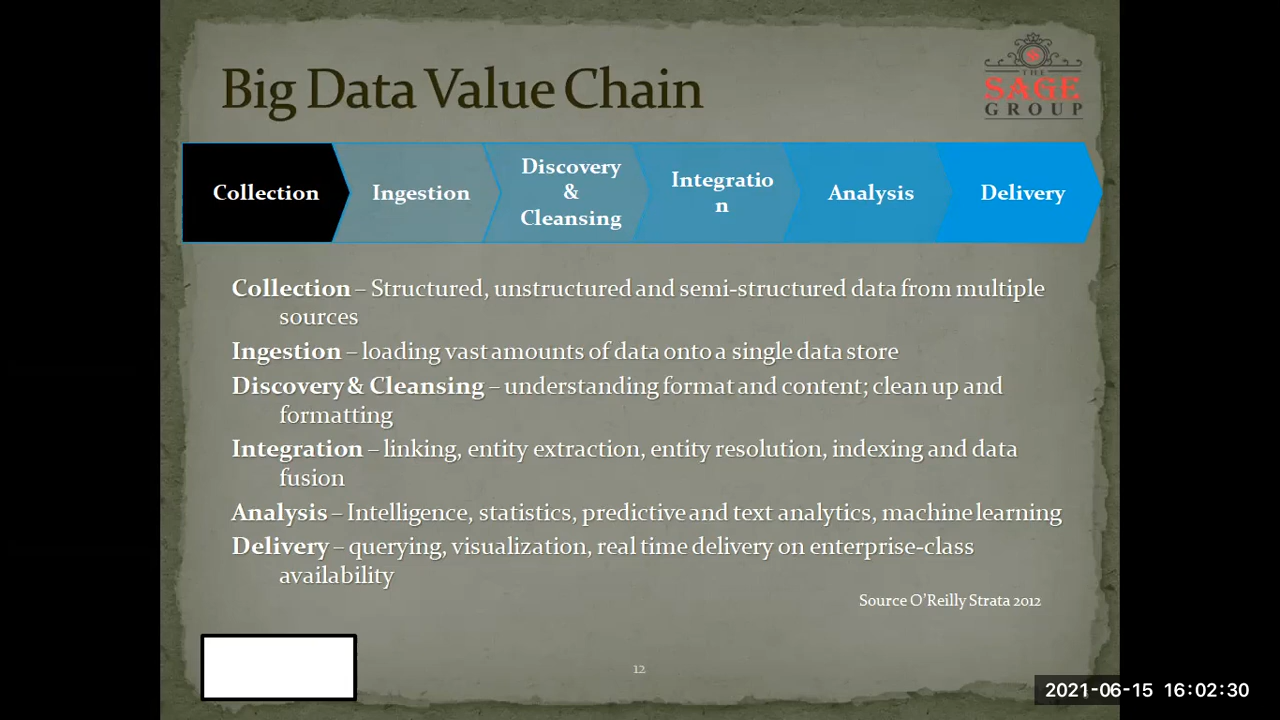 Big Data Value Chain
THE
SAGE
GROUP
Collection
Ingestion
Discovery
&
Cleansing
Integratio
n
Analysis
Delivery
Collection – Structured, unstructured and semi-structured data from multiple
sources
Ingestion – loading vast amounts of data onto a single data store
Discovery & Cleansing – understanding format and content; clean up and
formatting
Integration – linking, entity extraction, entity resolution, indexing and data
fusion
Analysis – Intelligence, statistics, predictive and text analytics, machine learning
Delivery – querying, visualization, real time delivery on enterprise-class
availability
Source O'Reilly Strata 2012
12
2021-06-15 16:02:30